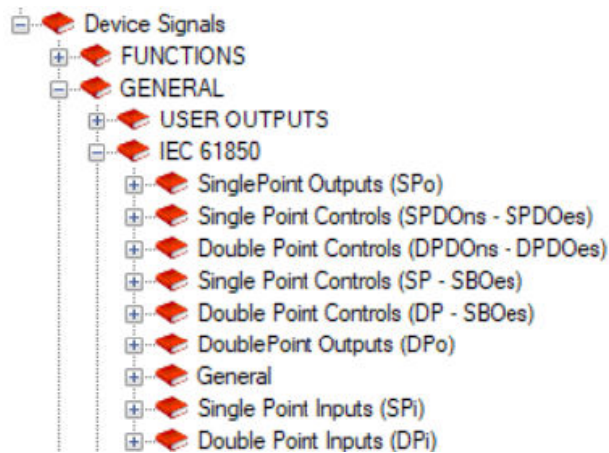 Device Signals
FUNCTIONS
GENERAL
USER OUTPUTS
IEC 61850
SinglePoint Outputs (SPo)
Single Point Controls (SPDOns - SPDOes)
Double Point Controls (DPDOns - DPDOes)
Single Point Controls (SP - SBOes)
Double Point Controls (DP - SBOes)
DoublePoint Outputs (DPo)
General
Single Point Inputs (SPi)
Double Point Inputs (DPi)